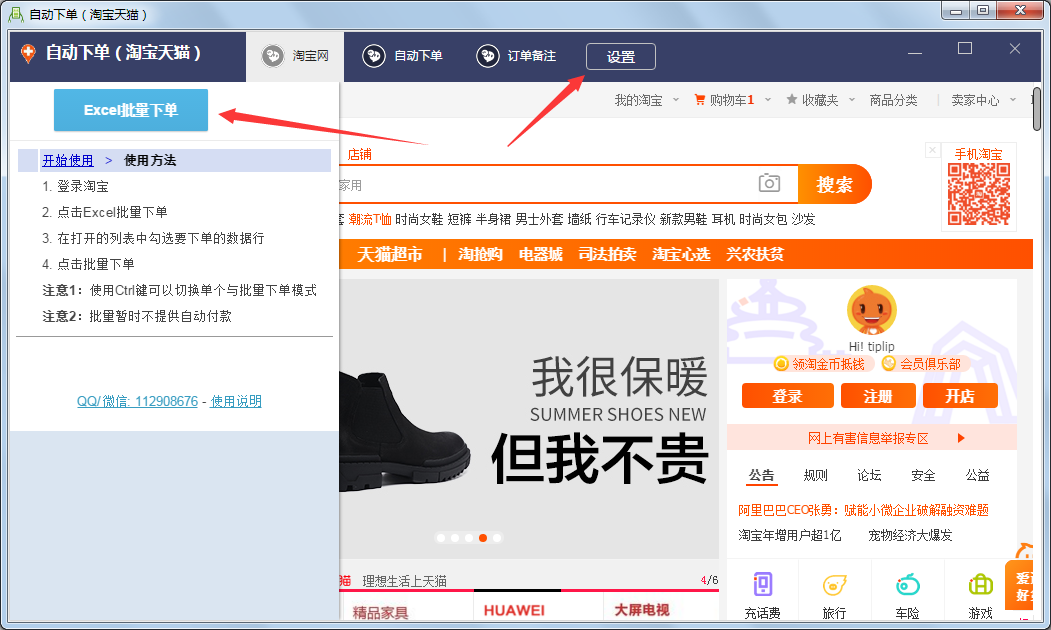 自动下单（淘宝天猫）
自动下单（淘宝天猫） 淘宝网 自动下单 订单备注 设置
Excel批量下单
我的淘宝 购物车1 收藏夹 商品分类 卖家中心
开始使用 > 使用方法
1. 登录淘宝
2. 点击Excel批量下单
3. 在打开的列表中勾选要下单的数据行
4. 点击批量下单
注意1：使用Ctrl键可以切换单个与批量下单模式
注意2：批量暂时不提供自动付款
QQ/微信: 112908676 - 使用说明
店铺
家用
搜索
手机淘宝
套 潮流T恤 时尚女鞋 短裤 半身裙 男士外套 墙纸 行车记录仪 新款男鞋 耳机 时尚女包 沙发
天猫超市 | 淘抢购 电器城 司法拍卖 淘宝心选 兴农扶贫
我很保暖
SUMMER SHOES NEW
但我不贵
Hi! tiplip
领淘金币抵钱 会员俱乐部
登录 注册 开店
网上有害信息举报专区
公告 规则 论坛 安全 公益
阿里巴巴CEO张勇：赋能小微企业破解融资难题
淘宝年增用户超1亿 宠物经济大爆发
猫 理想生活上天猫 4/6
精品家具 HUAWEI 大屏电视
充话费 旅行 车险 游戏